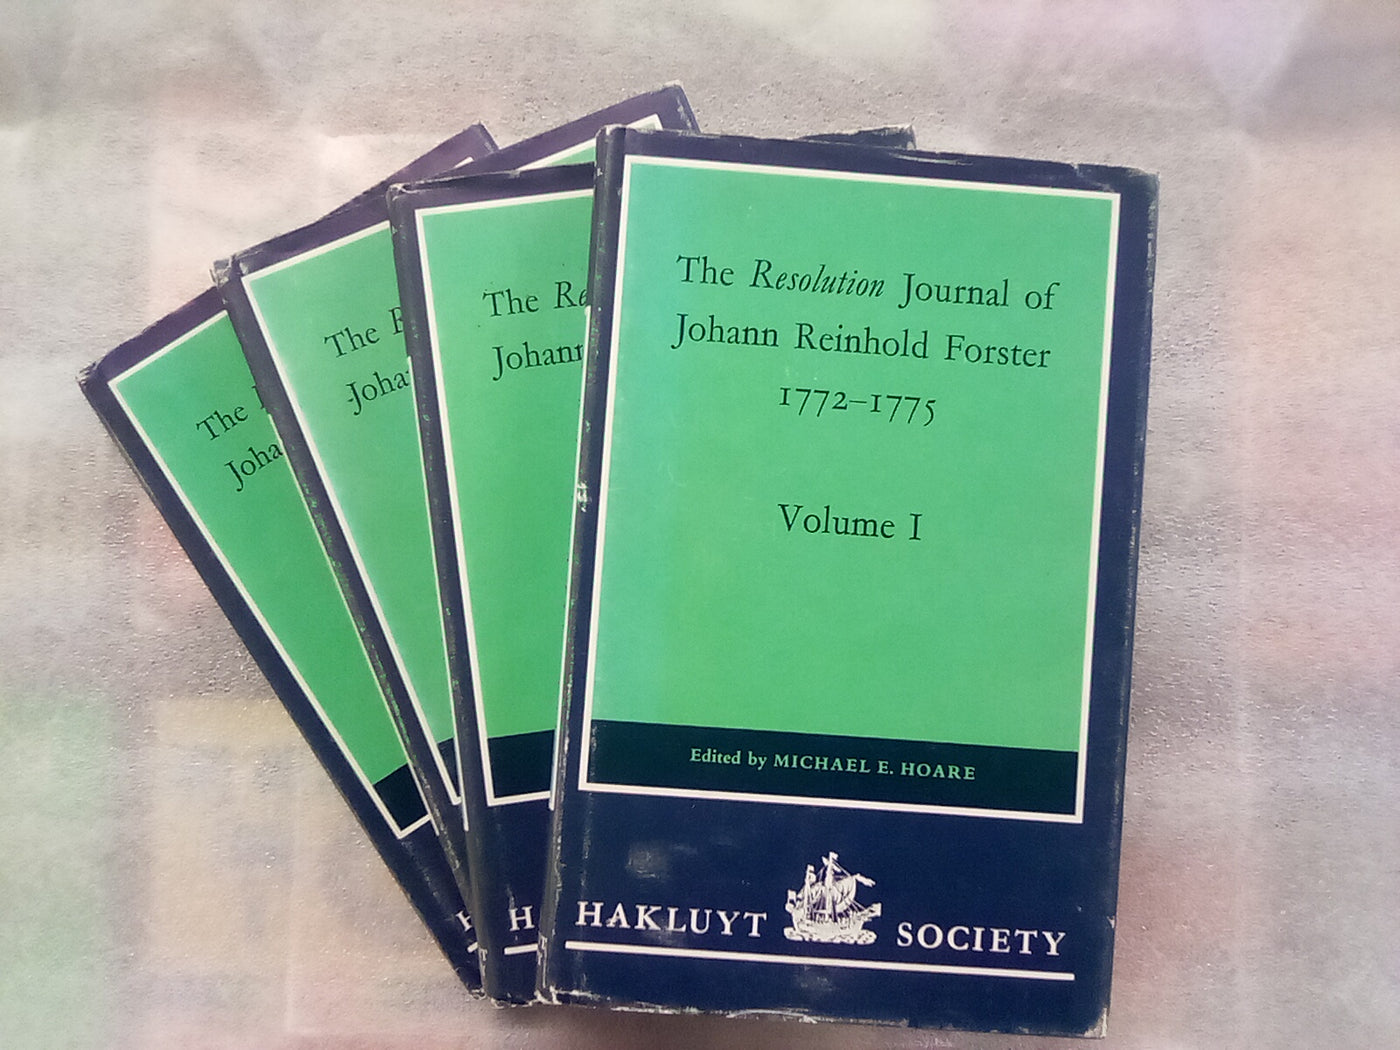 The Resolution Journal of
Johann Reinhold Forster
1772–1775
Volume I
Edited by MICHAEL E. HOARE
HAKLUYT SOCIETY
The Re
Johann
H
The
Joha
The
Joha